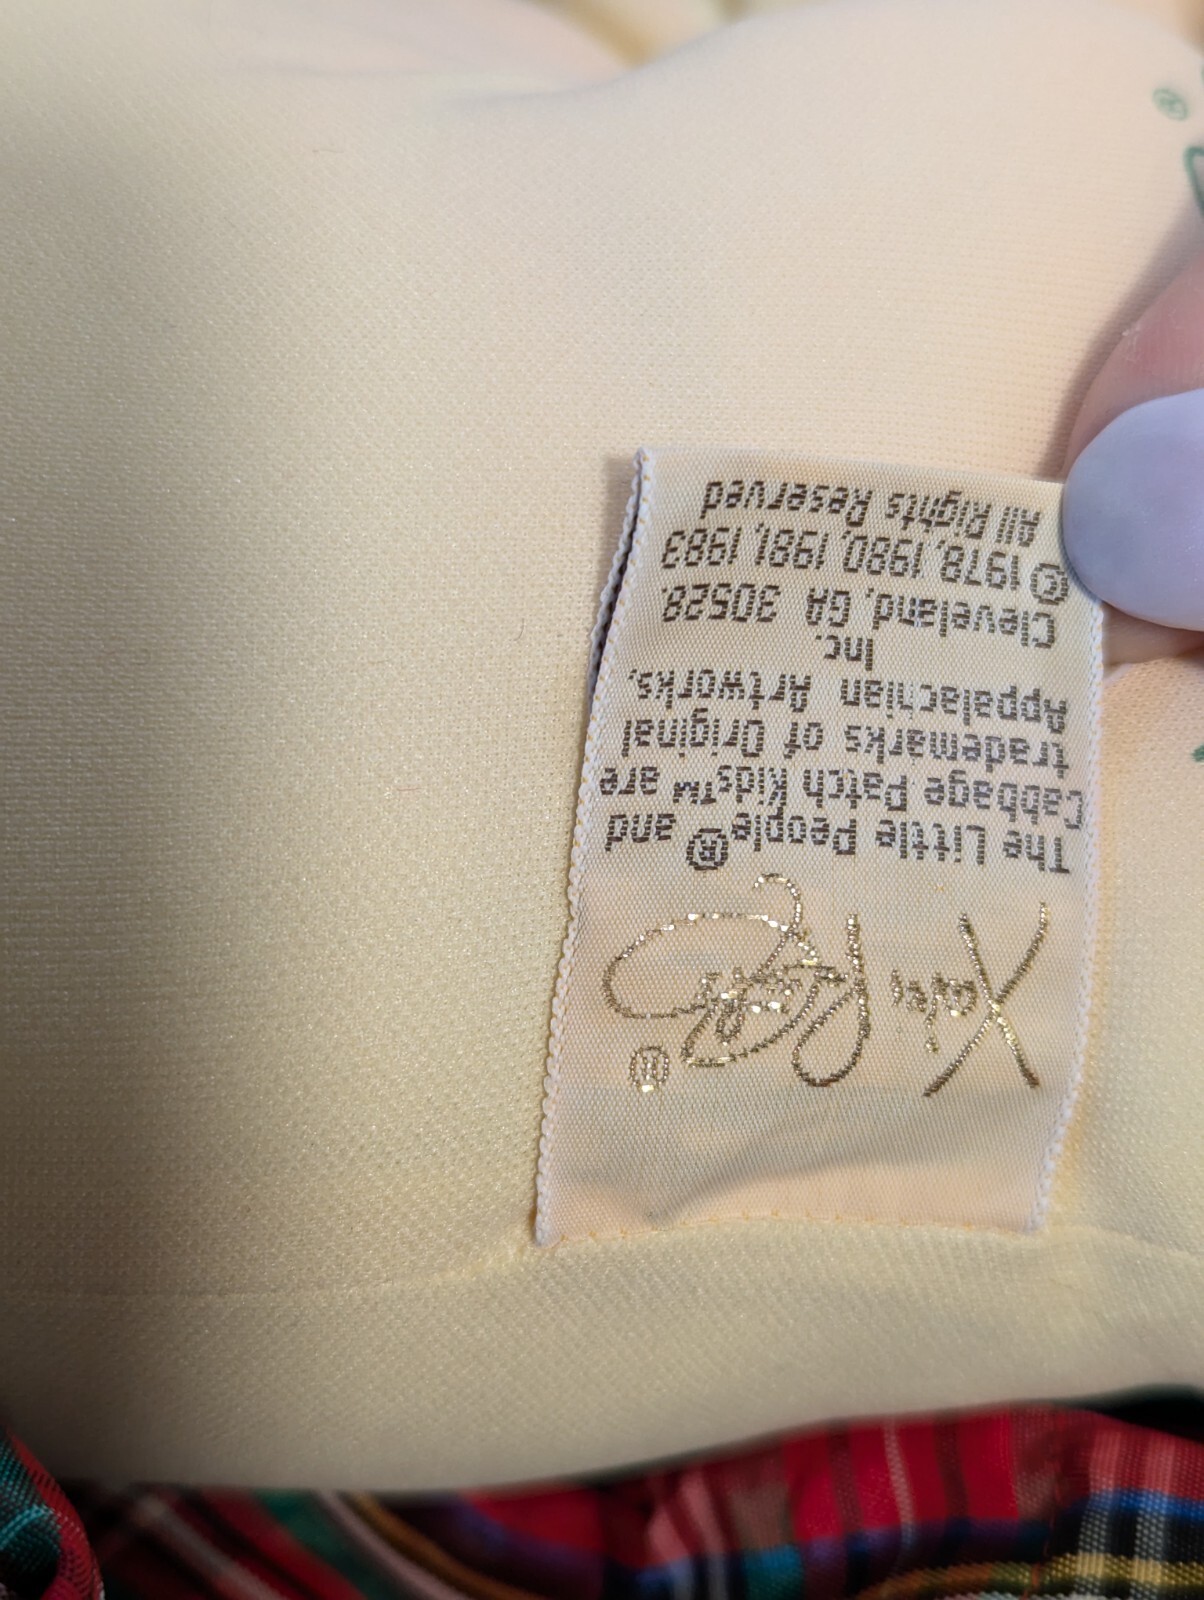 Xavier Roberts
®
The Little People® and
Cabbage Patch Kids™ are
trademarks of Original
Appalachian Artworks,
Inc.
Cleveland, GA 30528.
© 1978, 1980, 1981, 1983
All Rights Reserved
®